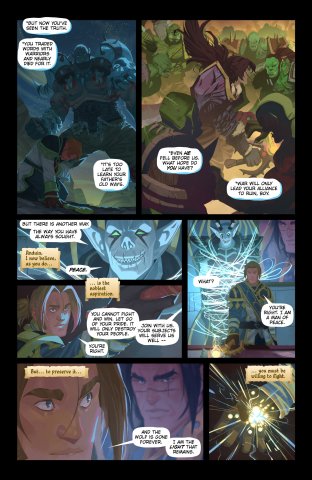 "BUT NOW YOU'VE
SEEN THE TRUTH.
"YOU TRADED
WORDS WITH
WARRIORS
AND NEARLY
DIED FOR IT.
"IT'S TOO
LATE TO
LEARN YOUR
FATHER'S
OLD WAYS.
"EVEN HE
FELL BEFORE US.
WHAT HOPE DO
YOU HAVE?
"WAR WILL ONLY
LEAD YOUR ALLIANCE
TO RUIN, BOY.
BUT THERE IS ANOTHER WAY.
THE WAY YOU HAVE
ALWAYS SOUGHT.
Anduin,
I now believe,
as you do...
PEACE.
... is the
noblest
aspiration.
YOU CANNOT FIGHT
AND WIN. LET GO
OF YOUR PRIDE. IT
WILL ONLY DESTROY
YOUR PEOPLE.
JOIN WITH US.
YOUR SUBJECTS
WILL SERVE US
WELL --
YOU'RE
RIGHT.
WHAT?
YOU'RE
RIGHT. I AM
A MAN OF
PEACE.
But... to preserve it...
AND THE
WOLF IS GONE
FOREVER.
I AM THE
LIGHT THAT
REMAINS.
... you must be
willing to fight.